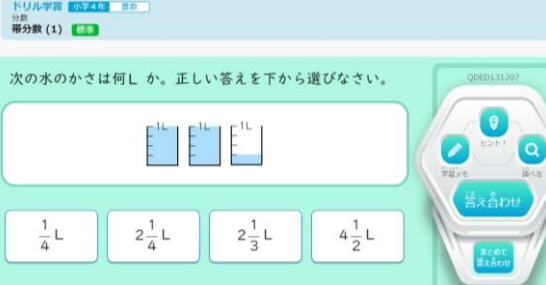 ドリル学習 小学4年 算数
分数
帯分数 (1) 標準
次の水のかさは何L か。正しい答えを下から選びなさい。
1L 1L 1L
1/4 L 2 1/4 L 2 1/3 L 4 1/2 L
QDED131207
ヒント!
学習メモ 調べる
答え合わせ
まとめて
答え合わせ